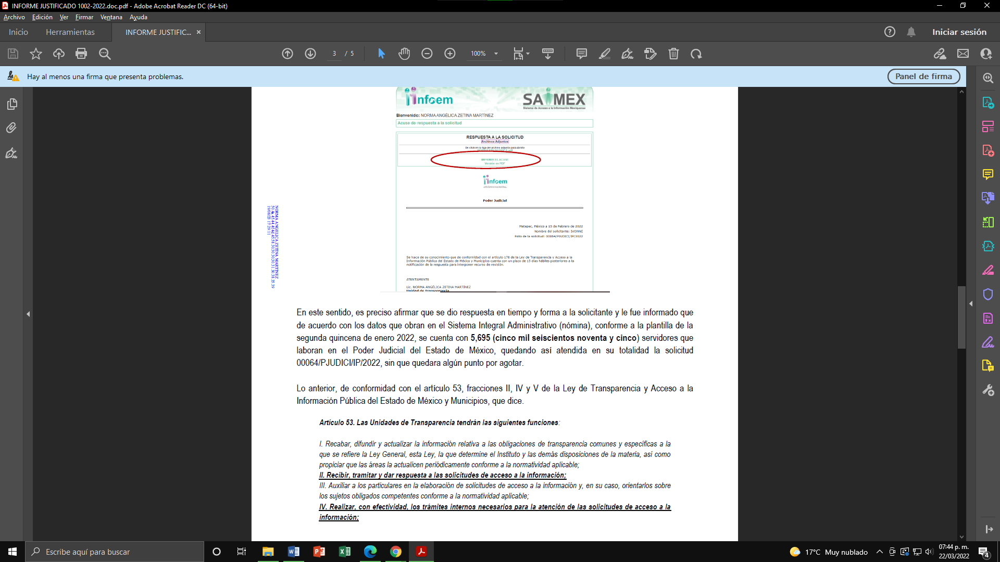 INFORME JUSTIFICADO 1002-2022.doc.pdf - Adobe Acrobat Reader DC (64-bit)
Archivo Edición Ver Firmar Ventana Ayuda
Inicio Herramientas INFORME JUSTIFIC... × Iniciar sesión
3 / 5 100%
Hay al menos una firma que presenta problemas. Panel de firma
infoem SAIMEX
Sistema de Acceso a la Información Mexiquense
Bienvenido: NORMA ANGÉLICA ZETINA MARTÍNEZ
Acuse de respuesta a la solicitud
RESPUESTA A LA SOLICITUD
Archivos Adjuntos
De click en la liga del archivo adjunto para abrirlo
IMPRIMIR EL ACUSE
Versión en PDF
infoem
Poder Judicial
Metepec, México a 15 de Febrero de 2022
Nombre del solicitante: IVONNE
Folio de la solicitud: 00064/PJUDICI/IP/2022
Se hace de su conocimiento que de conformidad con el artículo 178 de la Ley de Transparencia y Acceso a la
Información Pública del Estado de México y Municipios cuenta con un plazo de 15 días hábiles posteriores a la
notificación de la respuesta para interponer recurso de revisión.
ATENTAMENTE
Lic. NORMA ANGÉLICA ZETINA MARTÍNEZ
Unidad de Transparencia
NORMA ANGELICA ZETINA MARTINEZ
19/08/23 17:29:11
En este sentido, es preciso afirmar que se dio respuesta en tiempo y forma a la solicitante y le fue informado que
de acuerdo con los datos que obran en el Sistema Integral Administrativo (nómina), conforme a la plantilla de la
segunda quincena de enero 2022, se cuenta con 5,695 (cinco mil seiscientos noventa y cinco) servidores que
laboran en el Poder Judicial del Estado de México, quedando así atendida en su totalidad la solicitud
00064/PJUDICI/IP/2022, sin que quedara algún punto por agotar.
Lo anterior, de conformidad con el artículo 53, fracciones II, IV y V de la Ley de Transparencia y Acceso a la
Información Pública del Estado de México y Municipios, que dice.
Artículo 53. Las Unidades de Transparencia tendrán las siguientes funciones:
I. Recabar, difundir y actualizar la información relativa a las obligaciones de transparencia comunes y específicas a la
que se refiere la Ley General, esta Ley, la que determine el Instituto y las demás disposiciones de la materia, así como
propiciar que las áreas la actualicen periódicamente conforme a la normatividad aplicable;
II. Recibir, tramitar y dar respuesta a las solicitudes de acceso a la información;
III. Auxiliar a los particulares en la elaboración de solicitudes de acceso a la información y, en su caso, orientarlos sobre
los sujetos obligados competentes conforme a la normatividad aplicable;
IV. Realizar, con efectividad, los trámites internos necesarios para la atención de las solicitudes de acceso a la
información;
Escribe aquí para buscar
17°C Muy nublado
07:44 p. m.
22/03/2022
4